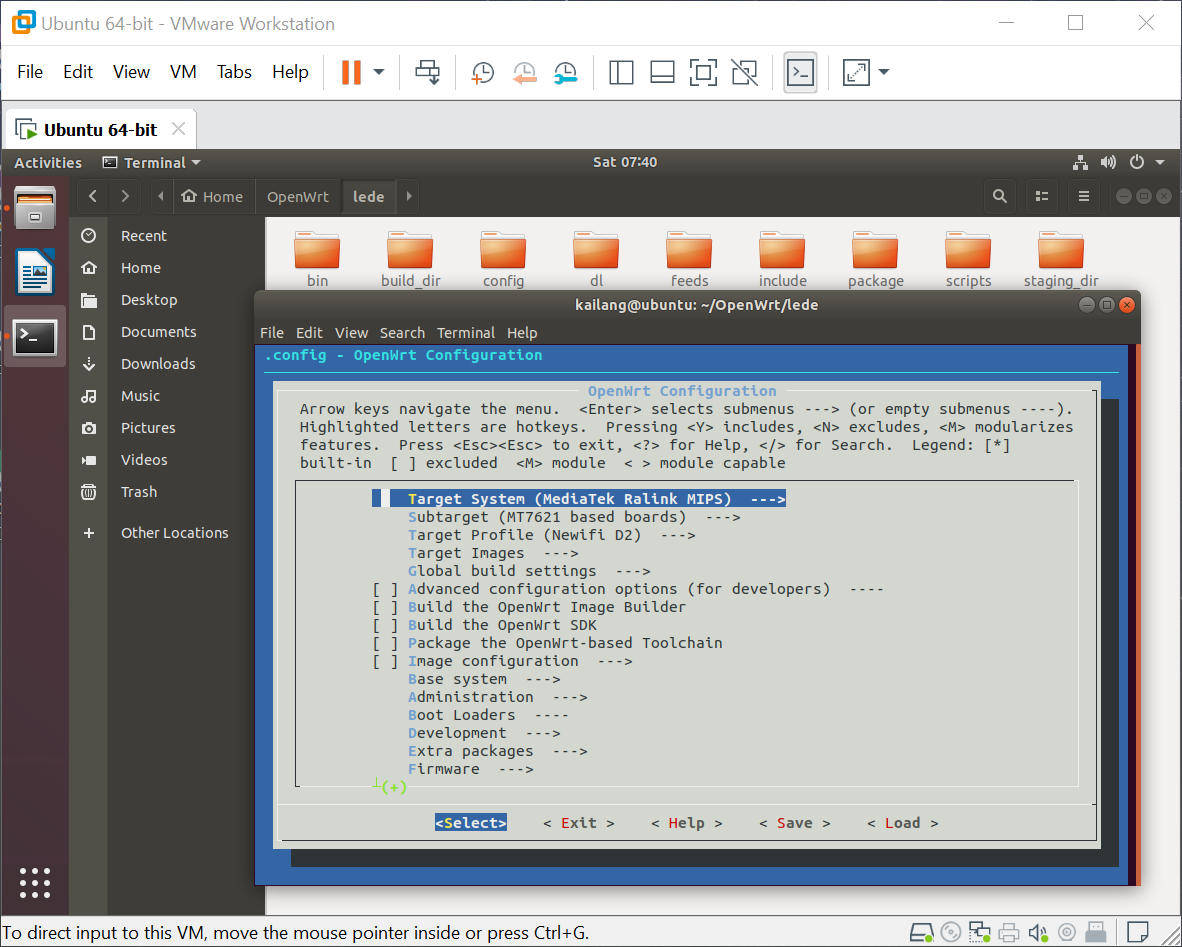 Ubuntu 64-bit - VMware Workstation
File Edit View VM Tabs Help
Ubuntu 64-bit
Activities Terminal Sat 07:40
Home OpenWrt lede
Recent
Home
Desktop
Documents
Downloads
Music
Pictures
Videos
Trash
+ Other Locations
bin build_dir config dl feeds include package scripts staging_dir
kailang@ubuntu: ~/OpenWrt/lede
File Edit View Search Terminal Help
.config - OpenWrt Configuration
OpenWrt Configuration
Arrow keys navigate the menu. <Enter> selects submenus ---> (or empty submenus ----).
Highlighted letters are hotkeys. Pressing <Y> includes, <N> excludes, <M> modularizes
features. Press <Esc><Esc> to exit, <?> for Help, </> for Search. Legend: [*]
built-in [ ] excluded <M> module < > module capable
Target System (MediaTek Ralink MIPS) --->
Subtarget (MT7621 based boards) --->
Target Profile (Newifi D2) --->
Target Images --->
Global build settings --->
[ ] Advanced configuration options (for developers) ----
[ ] Build the OpenWrt Image Builder
[ ] Build the OpenWrt SDK
[ ] Package the OpenWrt-based Toolchain
[ ] Image configuration --->
Base system --->
Administration --->
Boot Loaders ----
Development --->
Extra packages --->
Firmware --->
┴(+)
<Select> < Exit > < Help > < Save > < Load >
To direct input to this VM, move the mouse pointer inside or press Ctrl+G.